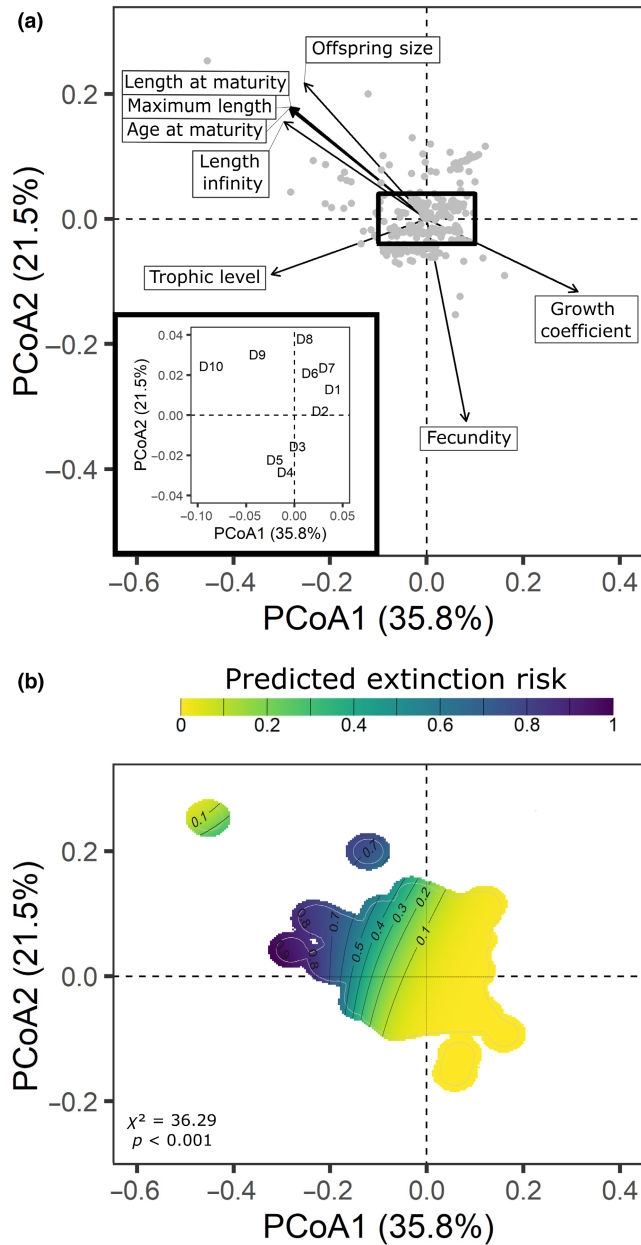 (a)
Offspring size
Length at maturity
Maximum length
Age at maturity
Length
infinity
Trophic level
Growth
coefficient
Fecundity
PCoA2 (21.5%)
0.2
0.0
−0.2
−0.4
−0.6
−0.4
−0.2
0.0
0.2
0.4
PCoA1 (35.8%)
PCoA2 (21.5%)
0.04
0.02
0.00
−0.02
−0.04
D8
D9
D10
D6
D7
D1
D2
D3
D5
D4
−0.10
−0.05
0.00
0.05
PCoA1 (35.8%)
(b)
Predicted extinction risk
0
0.2
0.4
0.6
0.8
1
PCoA2 (21.5%)
0.2
0.0
−0.2
0.1
0.7
0.8
0.7
0.9
0.8
0.5
0.4
0.3
0.2
0.1
X² = 36.29
p < 0.001
−0.6
−0.4
−0.2
0.0
0.2
0.4
PCoA1 (35.8%)